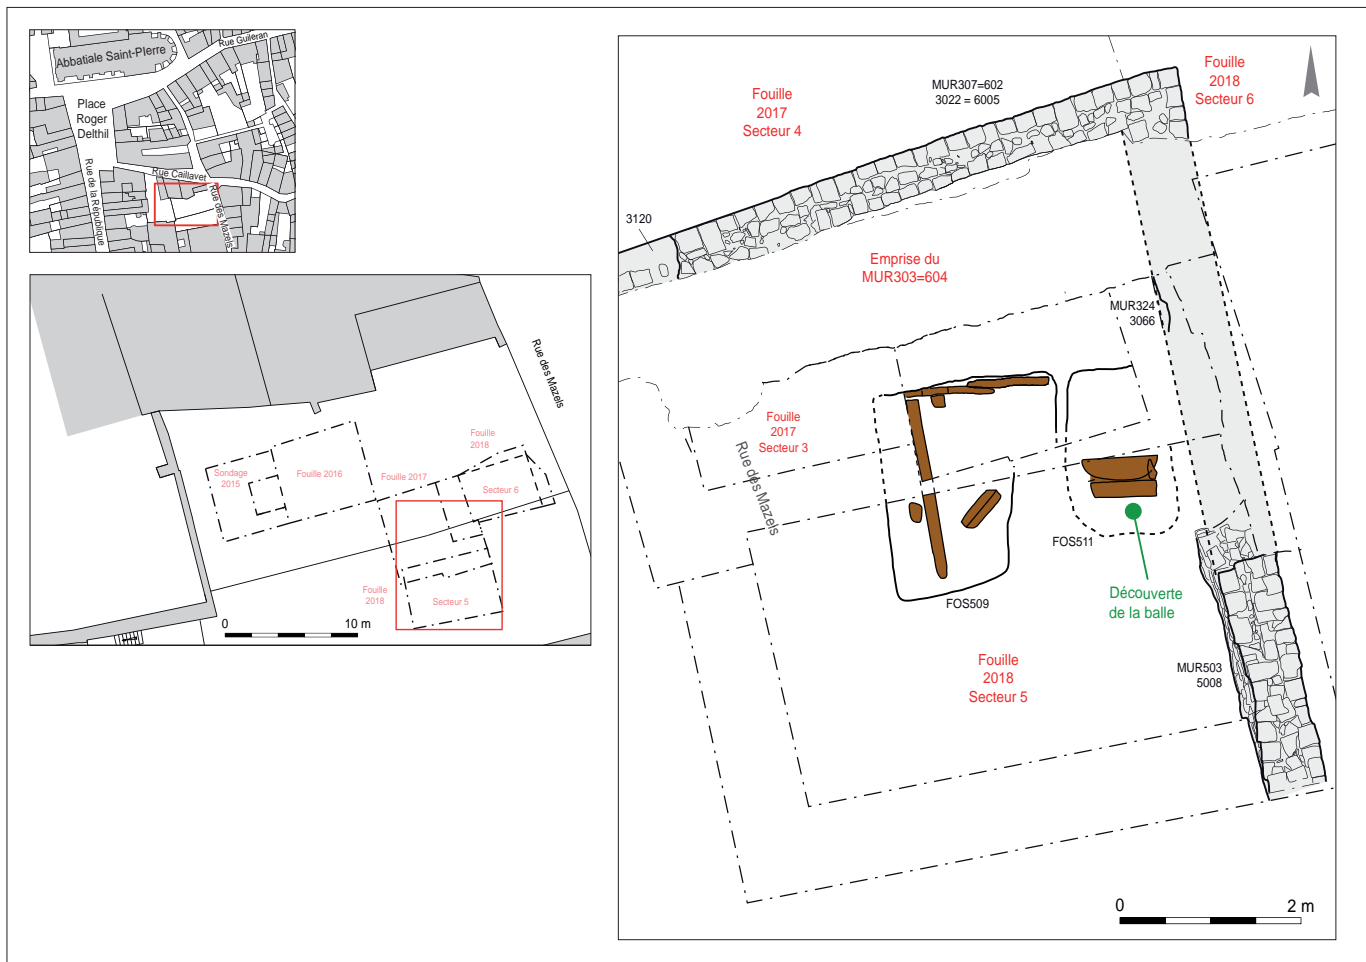 Abbatiale Saint-PIerre
Rue Guiléran
Place
Roger
Delthil
Rue Caillavet
Rue de la République
Rue des Mazels
Rue des Mazels
Fouille
2018
Sondage
2015
Fouille 2016
Fouille 2017
Secteur 6
Fouille
2018
Secteur 5
0
10 m
Fouille
2017
Secteur 4
MUR307=602
3022 = 6005
Fouille
2018
Secteur 6
3120
Emprise du
MUR303=604
MUR324
3066
Fouille
2017
Secteur 3
Rue des Mazels
FOS511
FOS509
Découverte
de la balle
Fouille
2018
Secteur 5
MUR503
5008
0
2 m